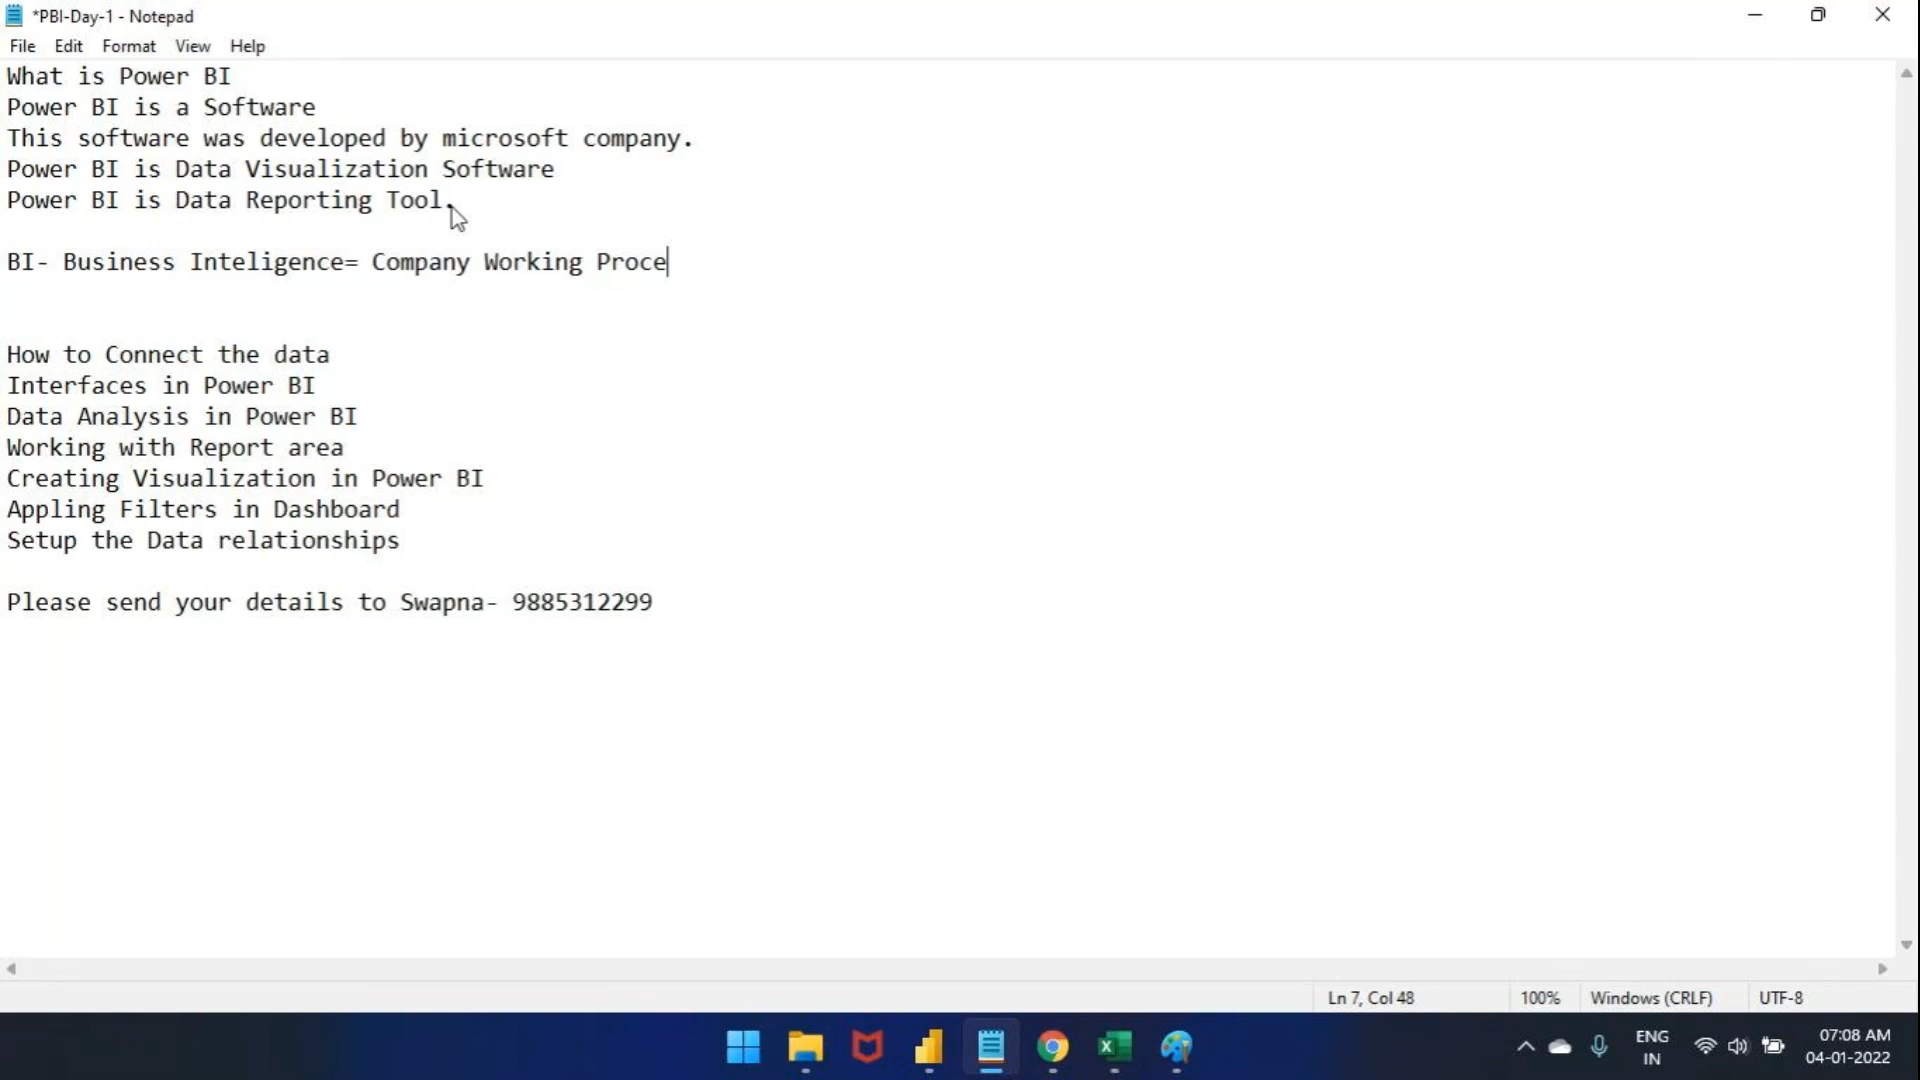 *PBI-Day-1 - Notepad
File Edit Format View Help
What is Power BI
Power BI is a Software
This software was developed by microsoft company.
Power BI is Data Visualization Software
Power BI is Data Reporting Tool.
BI- Business Inteligence= Company Working Proce
How to Connect the data
Interfaces in Power BI
Data Analysis in Power BI
Working with Report area
Creating Visualization in Power BI
Appling Filters in Dashboard
Setup the Data relationships
Please send your details to Swapna- 9885312299
Ln 7, Col 48 100% Windows (CRLF) UTF-8
ENG
IN
07:08 AM
04-01-2022